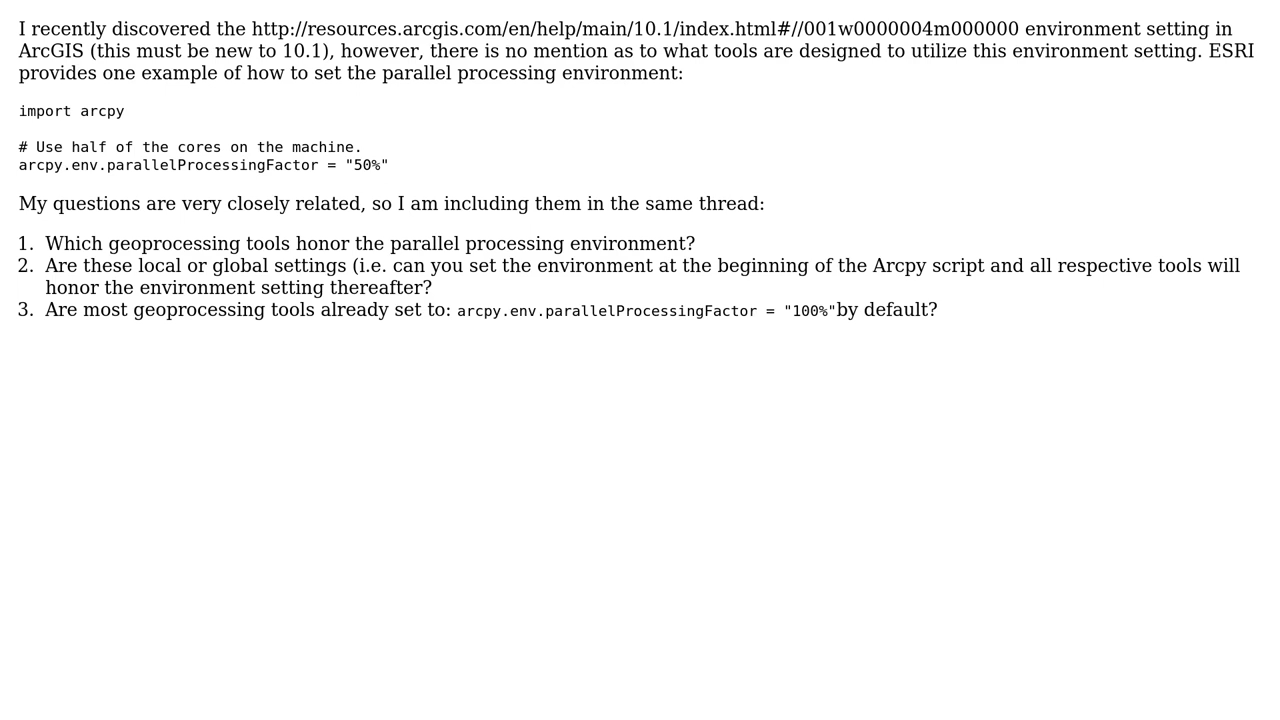 I recently discovered the http://resources.arcgis.com/en/help/main/10.1/index.html#//001w0000004m000000 environment setting in
ArcGIS (this must be new to 10.1), however, there is no mention as to what tools are designed to utilize this environment setting. ESRI
provides one example of how to set the parallel processing environment:
import arcpy
# Use half of the cores on the machine.
arcpy.env.parallelProcessingFactor = "50%"
My questions are very closely related, so I am including them in the same thread:
1. Which geoprocessing tools honor the parallel processing environment?
2. Are these local or global settings (i.e. can you set the environment at the beginning of the Arcpy script and all respective tools will
honor the environment setting thereafter?
3. Are most geoprocessing tools already set to: arcpy.env.parallelProcessingFactor = "100%"by default?